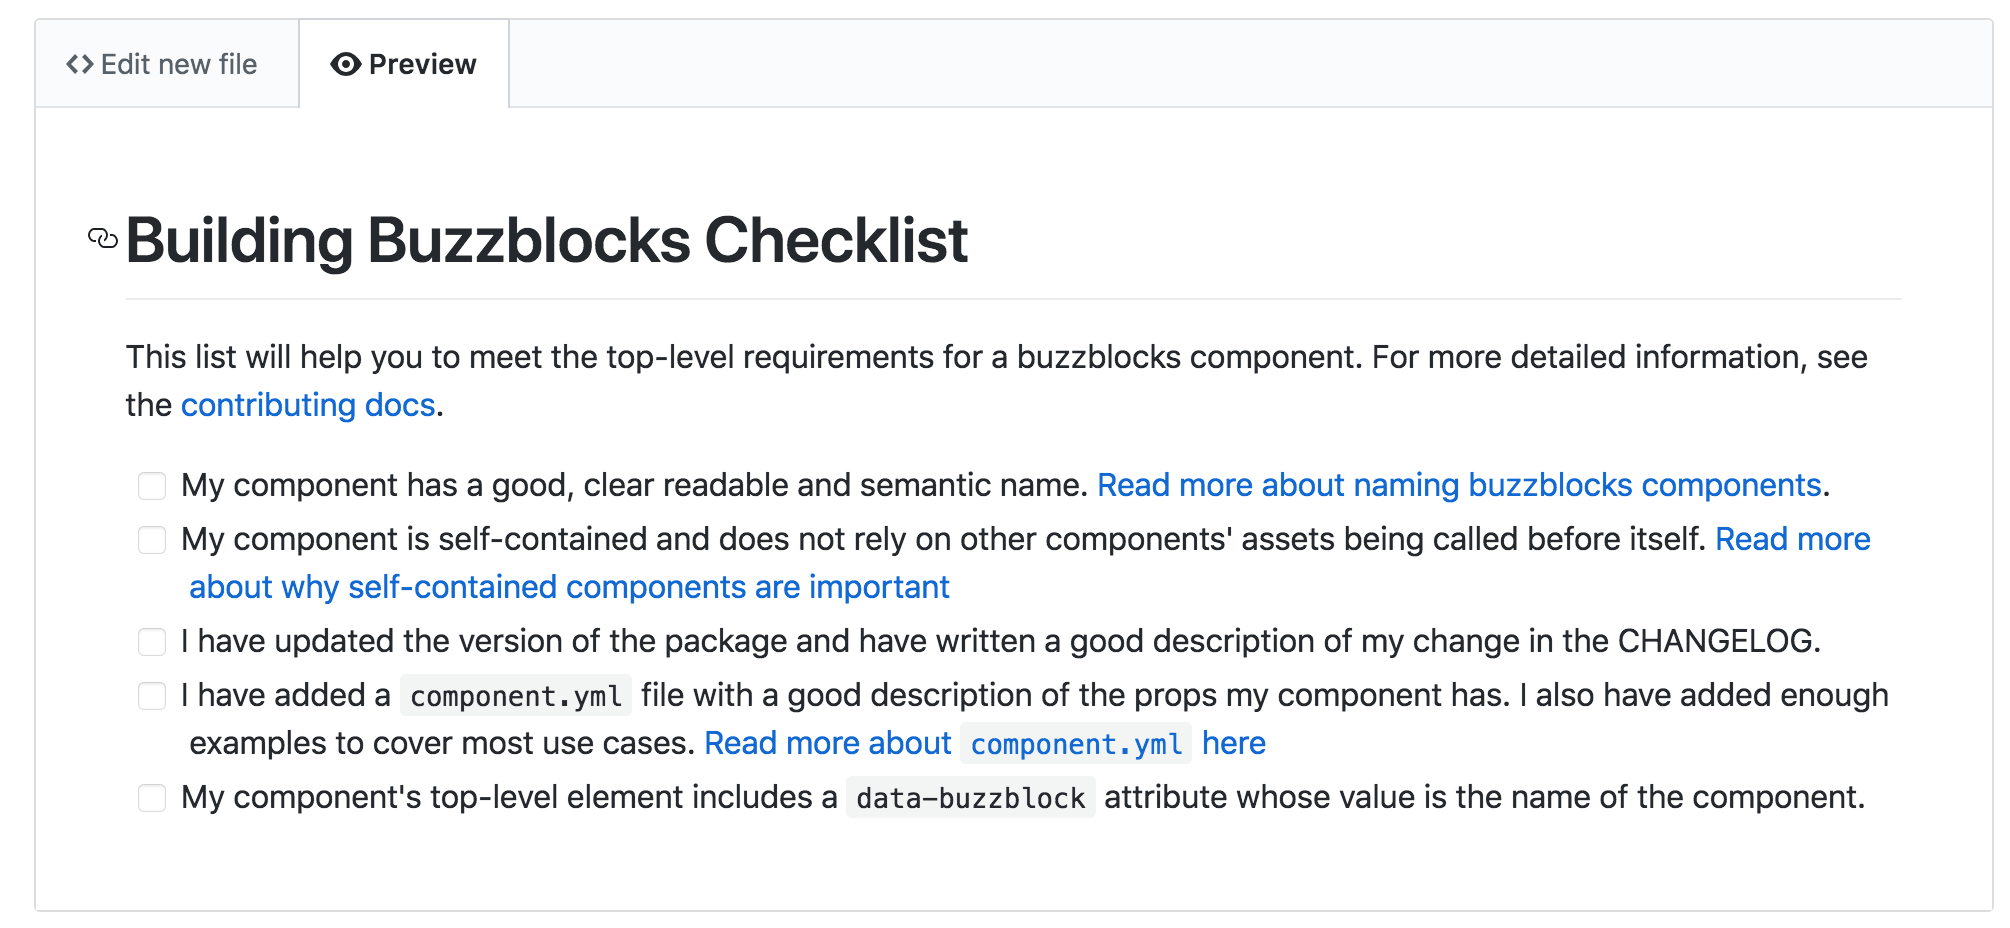 Edit new file
Preview
Building Buzzblocks Checklist
This list will help you to meet the top-level requirements for a buzzblocks component. For more detailed information, see
the contributing docs.
My component has a good, clear readable and semantic name. Read more about naming buzzblocks components.
My component is self-contained and does not rely on other components' assets being called before itself. Read more
about why self-contained components are important
I have updated the version of the package and have written a good description of my change in the CHANGELOG.
I have added a component.yml file with a good description of the props my component has. I also have added enough
examples to cover most use cases. Read more about component.yml here
My component's top-level element includes a data-buzzblock attribute whose value is the name of the component.